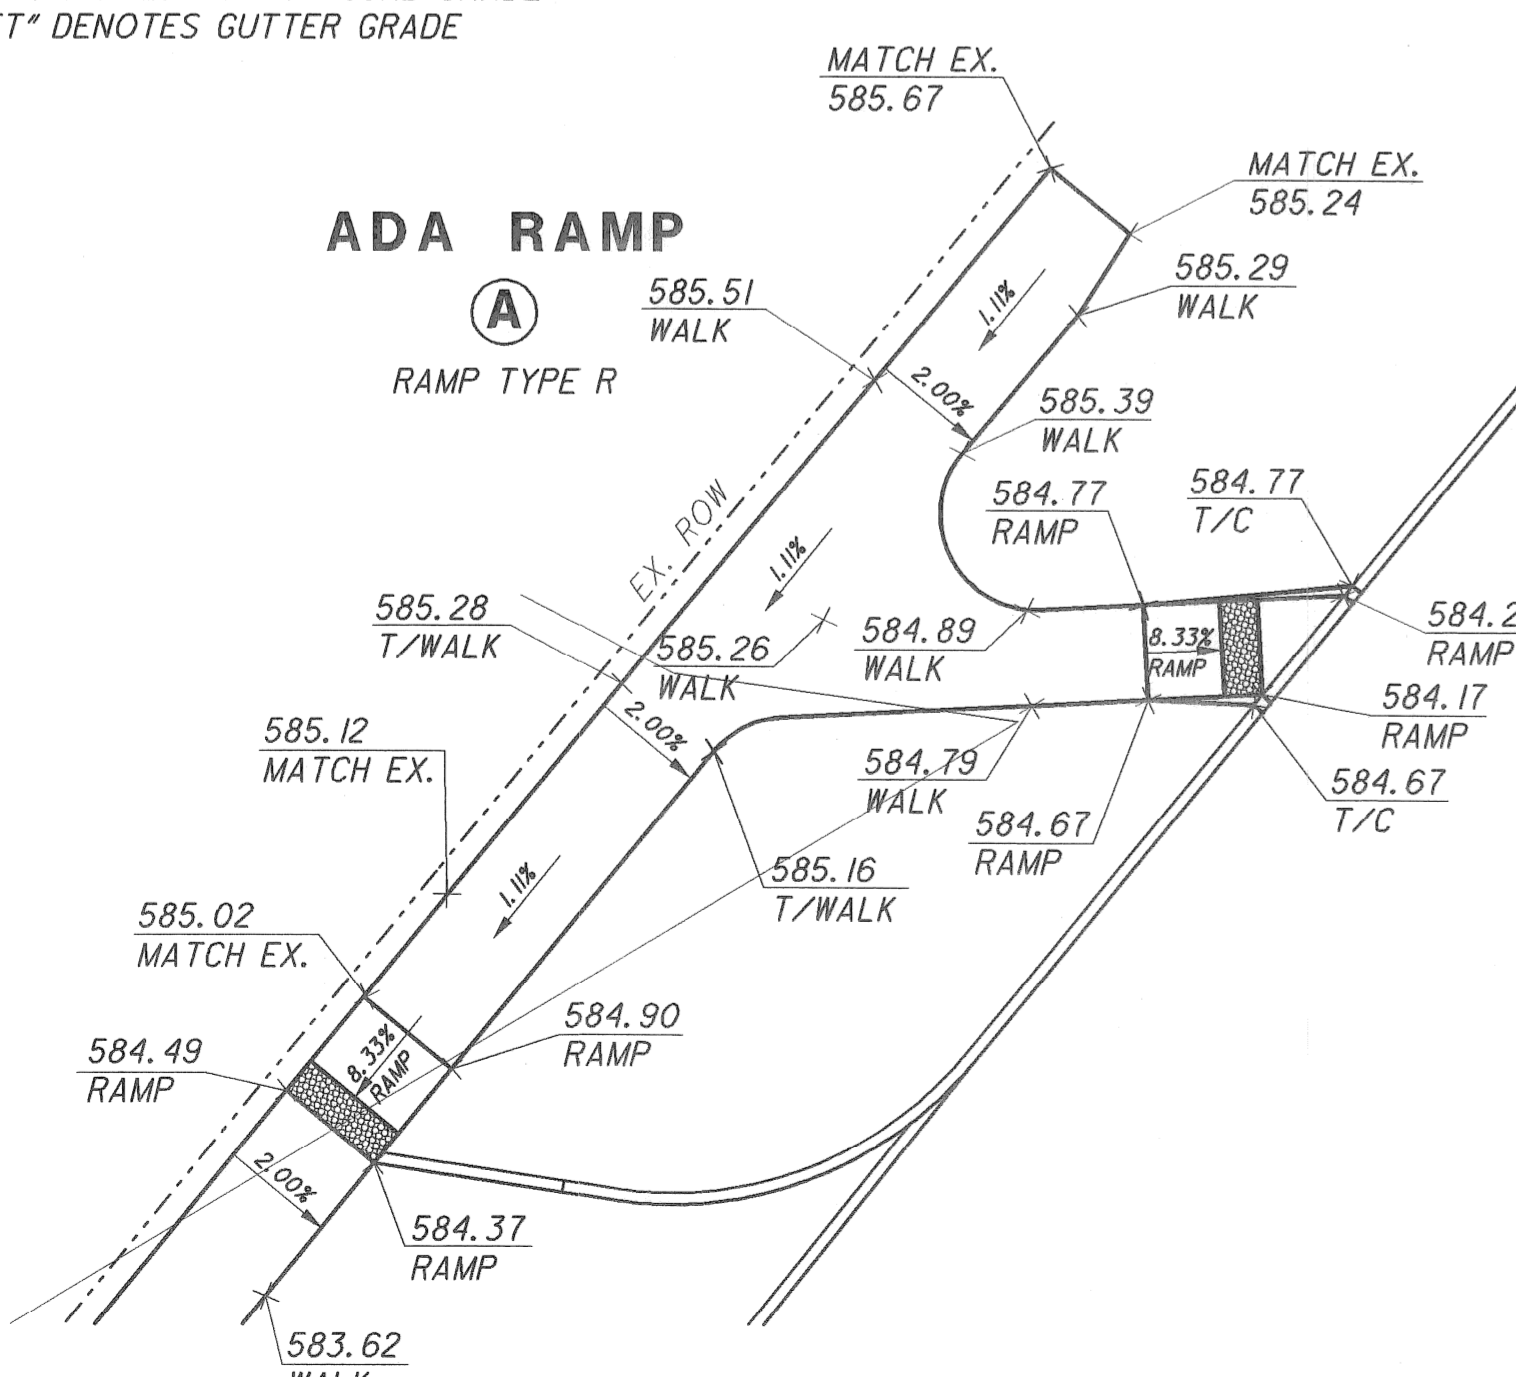 T" DENOTES GUTTER GRADE
MATCH EX.
585.67
MATCH EX.
585.24
ADA RAMP
A
RAMP TYPE R
585.51
WALK
585.29
WALK
1.11%
2.00%
585.39
WALK
584.77
RAMP
584.77
T/C
EX. ROW
1.11%
585.28
T/WALK
585.26
WALK
584.89
WALK
8.33%
RAMP
584.2
RAMP
2.00%
584.17
RAMP
585.12
MATCH EX.
584.79
WALK
584.67
RAMP
584.67
T/C
585.16
T/WALK
1.11%
585.02
MATCH EX.
584.90
RAMP
584.49
RAMP
8.33%
RAMP
2.00%
584.37
RAMP
583.62
WALK